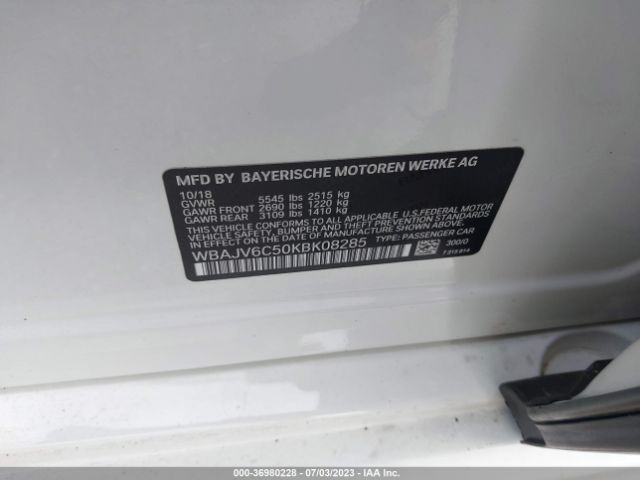 MFD BY BAYERISCHE MOTOREN WERKE AG
10/18
GVWR 5545 lbs 2515 kg
GAWR FRONT 2690 lbs 1220 kg
GAWR REAR 3109 lbs 1410 kg
THIS VEHICLE CONFORMS TO ALL APPLICABLE U.S.FEDERAL MOTOR
VEHICLE SAFETY, BUMPER, AND THEFT PREVENTION STANDARDS
IN EFFECT ON THE DATE OF MANUFACTURE SHOWN ABOVE.
WBAJV6C50KBK08285 TYPE: PASSENGER CAR
300/0
000-36980228 - 07/03/2023 - IAA Inc.